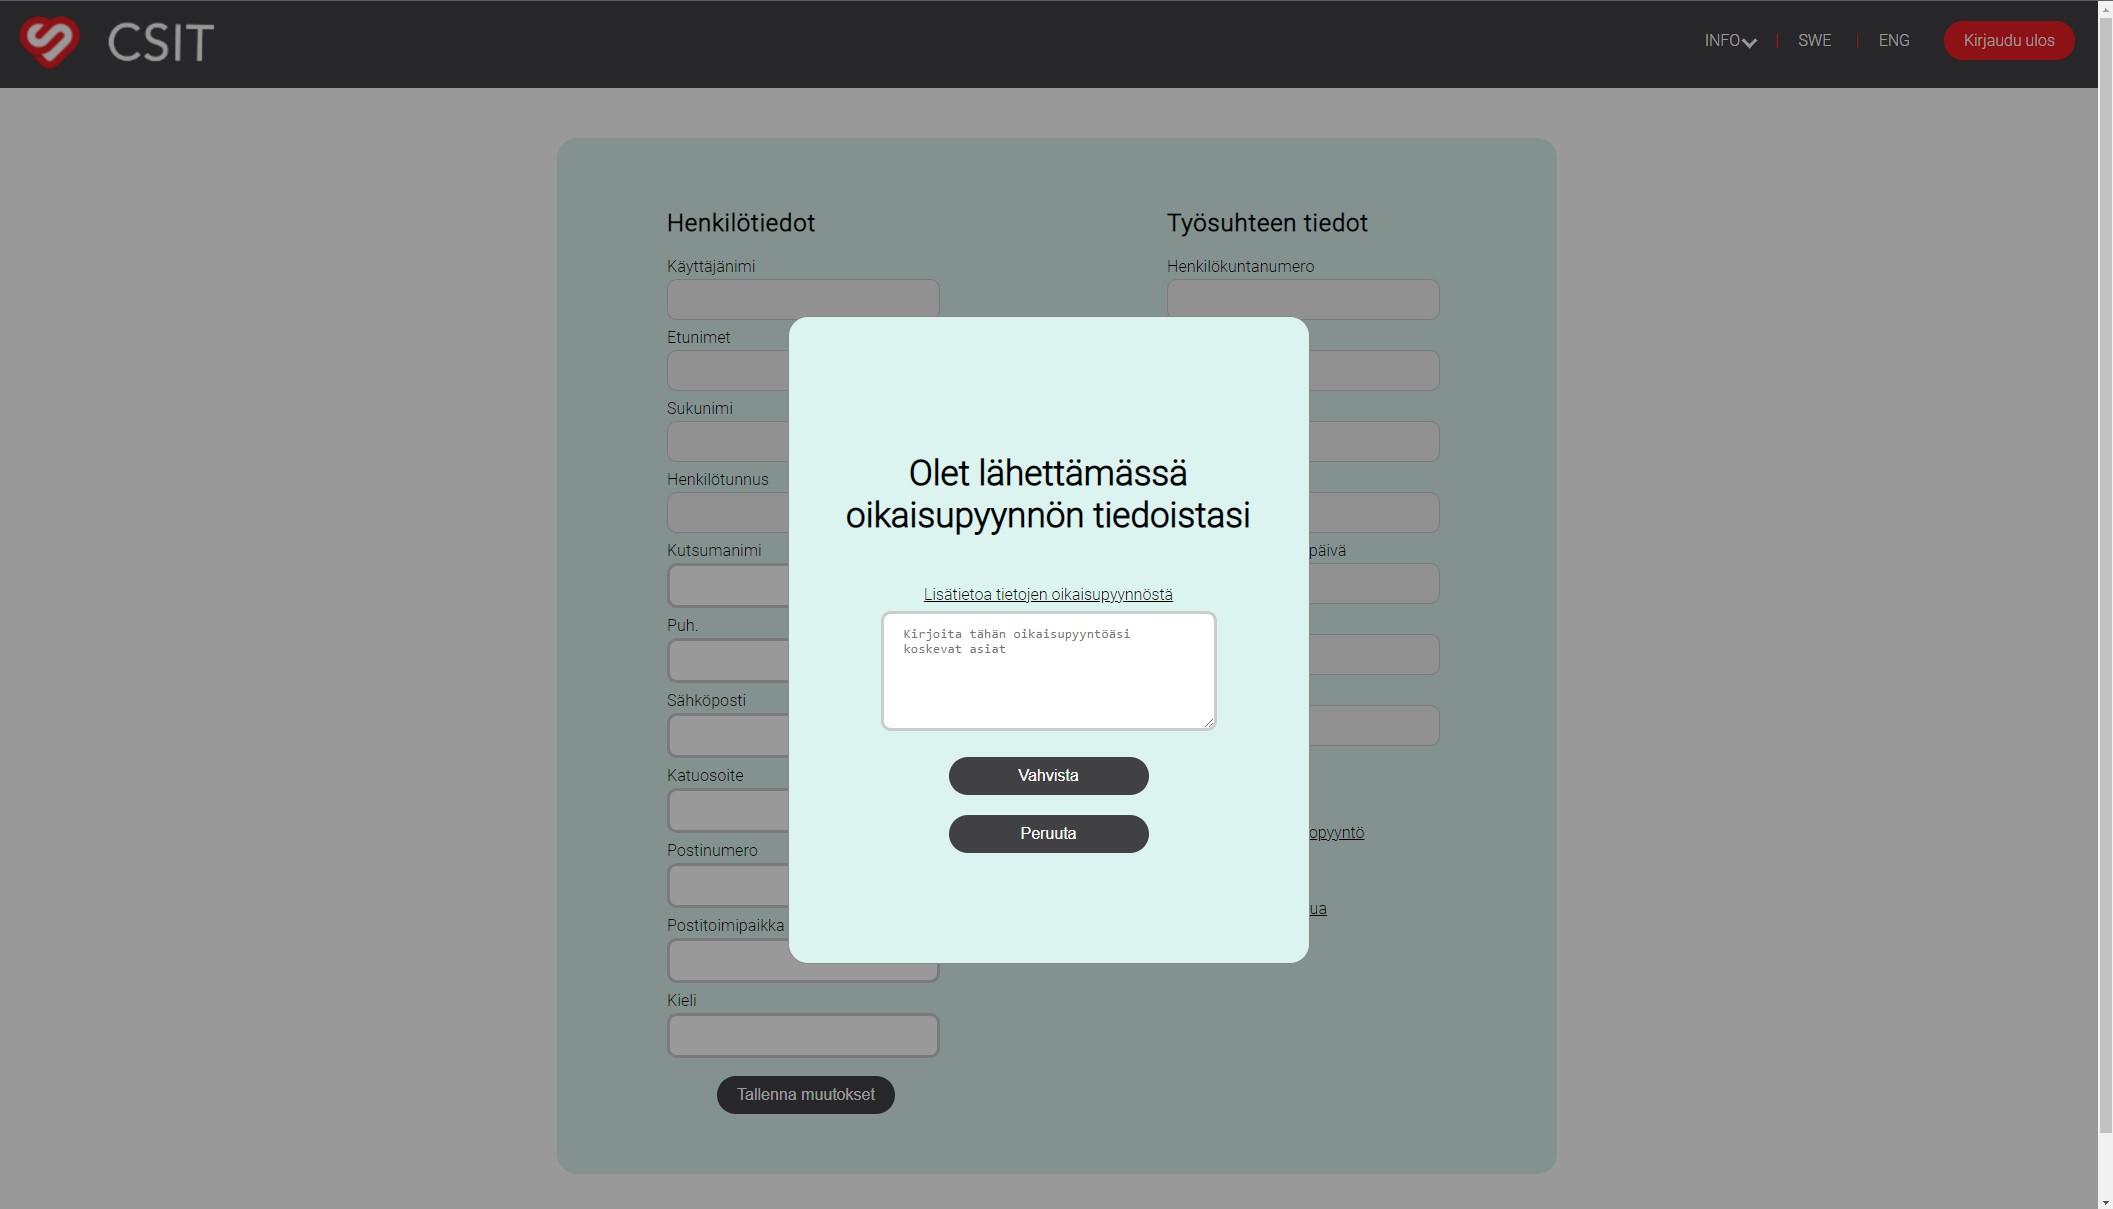 CSIT
INFO
SWE
ENG
Kirjaudu ulos
Henkilötiedot
Käyttäjänimi
Etunimet
Sukunimi
Henkilötunnus
Kutsumanimi
Puh.
Sähköposti
Katuosoite
Postinumero
Postitoimipaikka
Kieli
Tallenna muutokset
Työsuhteen tiedot
Henkilökuntanumero
päivä
opyyntö
ua
Olet lähettämässä
oikaisupyynnön tiedoistasi
Lisätietoa tietojen oikaisupyynnöstä
Kirjoita tähän oikaisupyyntöäsi
koskevat asiat
Vahvista
Peruuta